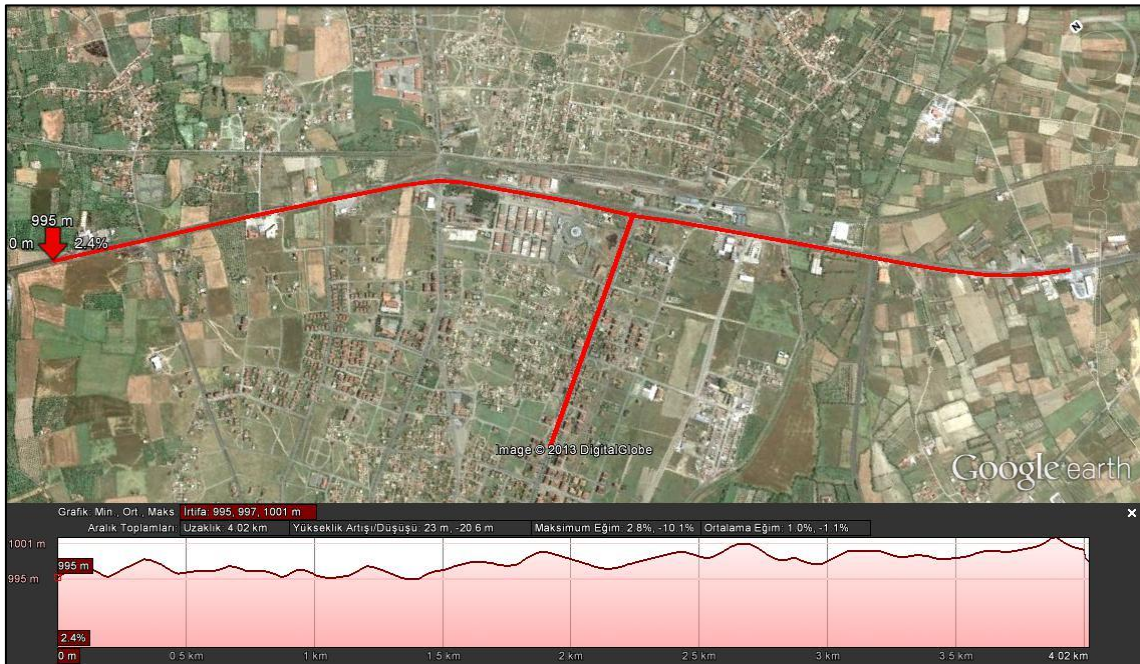 N
995 m
0 m 2.4%
Image © 2013 DigitalGlobe
Google earth
Grafik: Min., Ort., Maks. İrtifa: 995, 997, 1001 m
Aralık Toplamları: Uzaklık: 4.02 km Yükseklik Artışı/Düşüşü: 23 m, -20.6 m Maksimum Eğim: 2.8%, -10.1% Ortalama Eğim: 1.0%, -1.1%
1001 m
995 m
995 m
2.4%
0 m 0.5 km 1 km 1.5 km 2 km 2.5 km 3 km 3.5 km 4.02 km